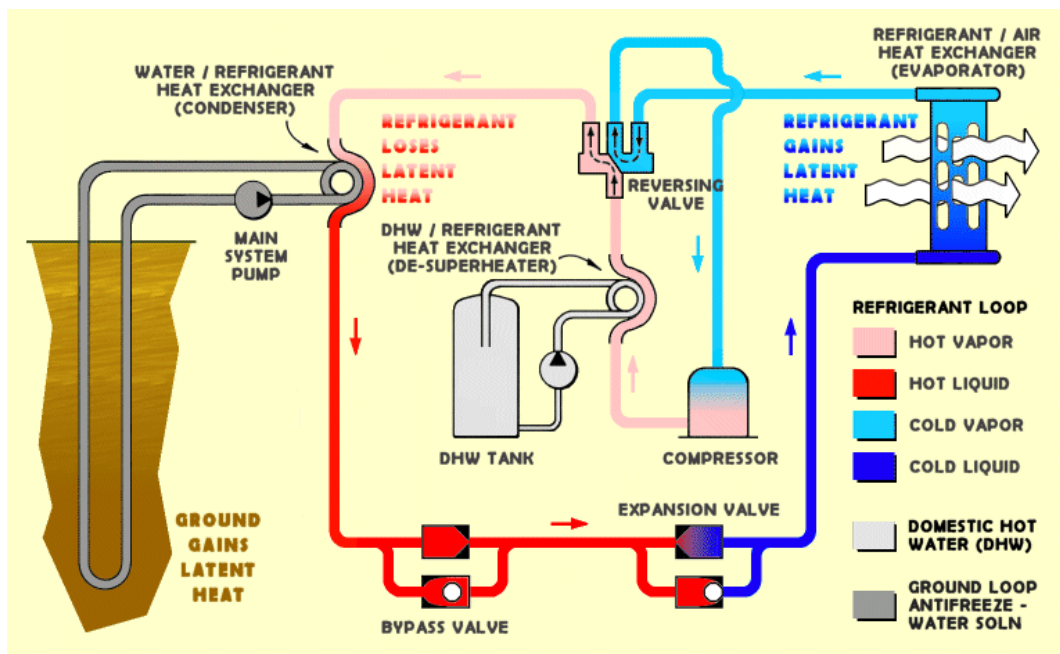 WATER / REFRIGERANT
HEAT EXCHANGER
(CONDENSER)
REFRIGERANT
LOSES
LATENT
HEAT
REFRIGERANT / AIR
HEAT EXCHANGER
(EVAPORATOR)
REFRIGERANT
GAINS
LATENT
HEAT
REVERSING
VALVE
MAIN
SYSTEM
PUMP
DHW / REFRIGERANT
HEAT EXCHANGER
(DE-SUPERHEATER)
DHW TANK
COMPRESSOR
GROUND
GAINS
LATENT
HEAT
BYPASS VALVE
EXPANSION VALVE
REFRIGERANT LOOP
HOT VAPOR
HOT LIQUID
COLD VAPOR
COLD LIQUID
DOMESTIC HOT
WATER (DHW)
GROUND LOOP
ANTIFREEZE -
WATER SOLN